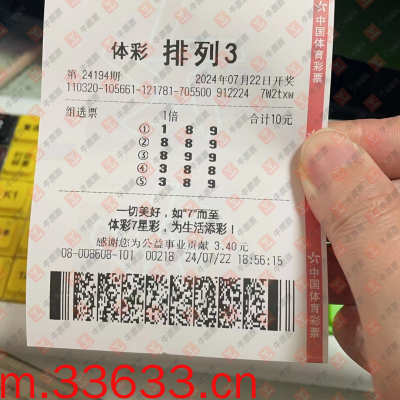 体彩 排列3
第 24194期 2024年07月22日开奖
110320-105661-121781-705500 912224 7W2txw
组选票 1倍 合计10元
① 1 8 9
② 8 8 9
③ 8 9 9
④ 3 8 8
⑤ 3 8 9
一切美好，如“7”而至
体彩7星彩，为生活添彩！
感谢您为公益事业贡献 3.40元
08-008608-101 00218 24/07/22 18:56:15
中国体育彩票
中国体育彩票
m.33633.cn